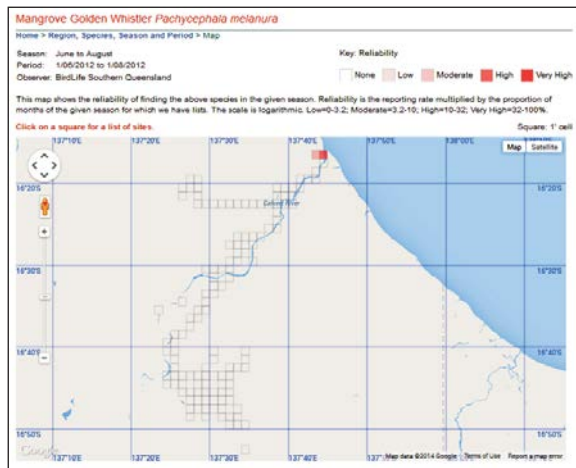 Mangrove Golden Whistler Pachycephala melanura
Home > Region, Species, Season and Period > Map
Season: June to August
Period: 1/06/2012 to 1/08/2012
Observer: BirdLife Southern Queensland
Key: Reliability
None Low Moderate High Very High
This map shows the reliability of finding the above species in the given season. Reliability is the reporting rate multiplied by the proportion of
months of the given season for which we have lists. The scale is logarithmic. Low=0-3.2; Moderate=3.2-10; High=10-32; Very High=32-100%.
Click on a square for a list of sites. Square: 1' cell
137°10'E 137°20'E 137°30'E 137°40'E 137°50'E 138°00'E 138°10'E
Map Satellite
16°20'S 16°20'S
Calvert River
16°30'S 16°30'S
16°40'S 16°40'S
16°50'S 16°50'S
Google
137°10'E 137°20'E 137°30'E 137°40'E 137°50'E 138°00'E 138°10'E
Map data ©2014 Google Terms of Use Report a map error